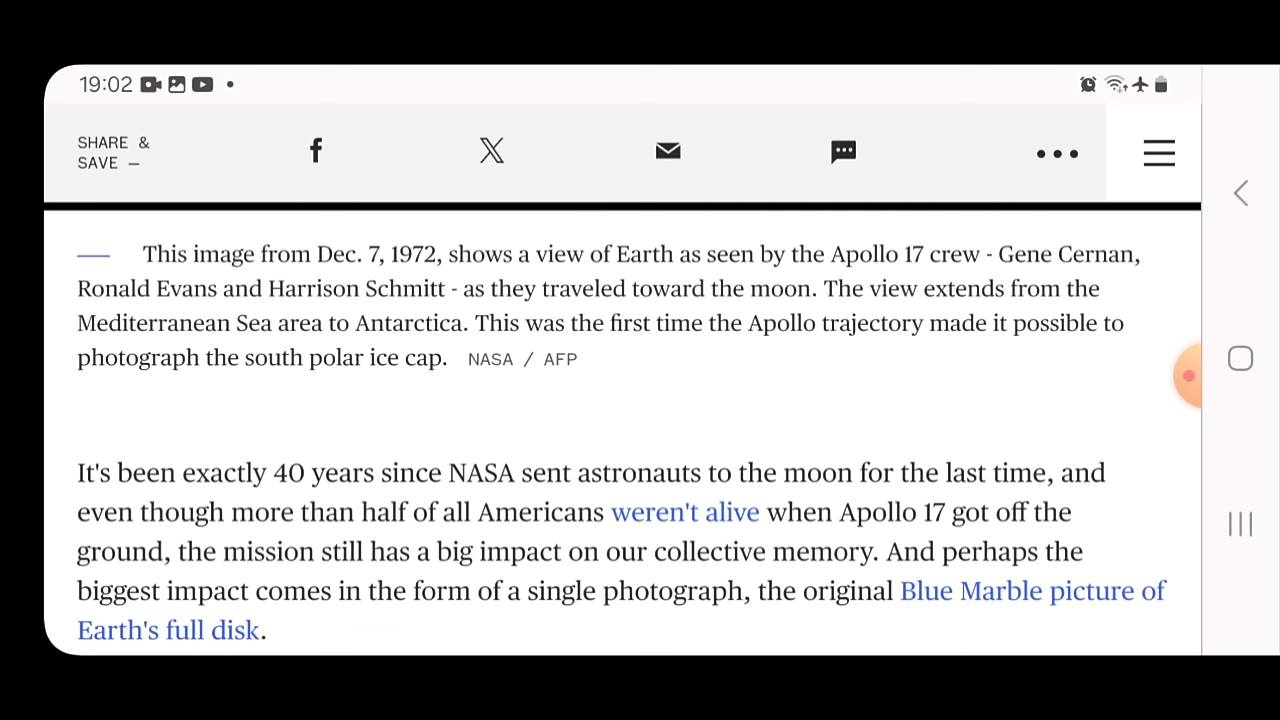 19:02
SHARE &
SAVE —
This image from Dec. 7, 1972, shows a view of Earth as seen by the Apollo 17 crew - Gene Cernan,
Ronald Evans and Harrison Schmitt - as they traveled toward the moon. The view extends from the
Mediterranean Sea area to Antarctica. This was the first time the Apollo trajectory made it possible to
photograph the south polar ice cap. NASA / AFP
It's been exactly 40 years since NASA sent astronauts to the moon for the last time, and
even though more than half of all Americans weren't alive when Apollo 17 got off the
ground, the mission still has a big impact on our collective memory. And perhaps the
biggest impact comes in the form of a single photograph, the original Blue Marble picture of
Earth's full disk.